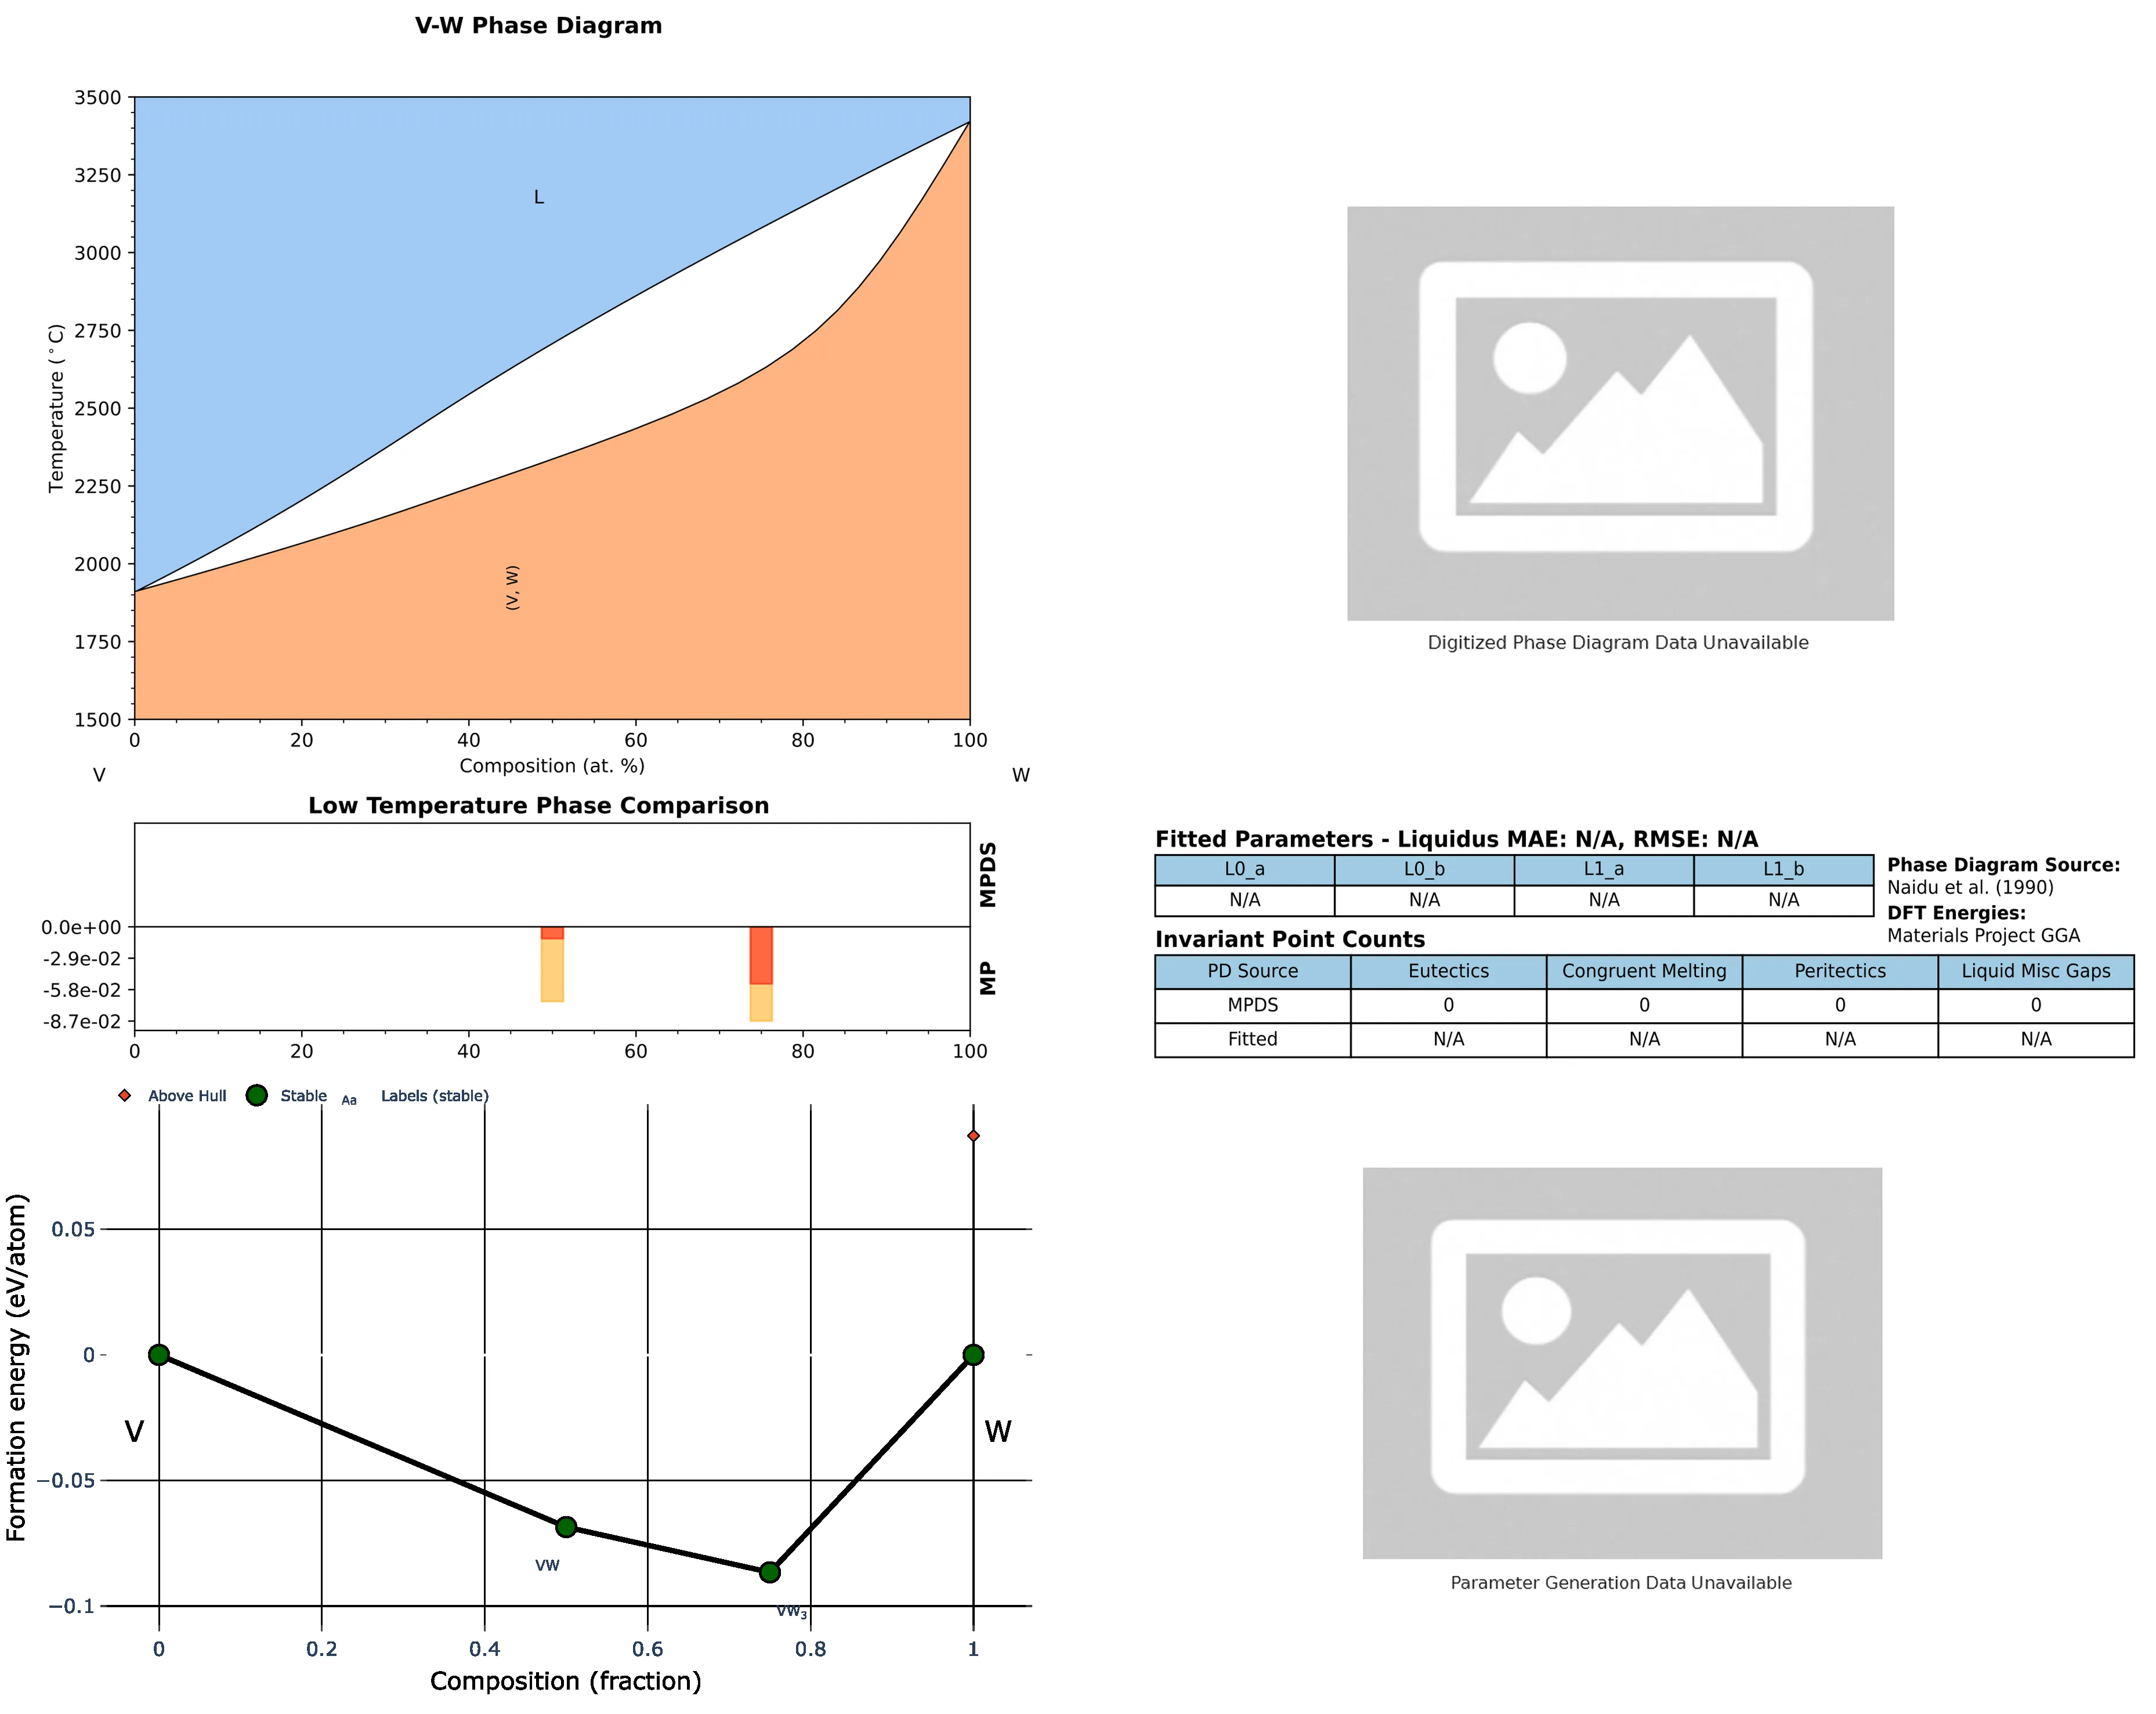 V-W Phase Diagram
3500
3250
3000
2750
2500
2250
2000
1750
1500
Temperature (°C)
L
(V, W)
0 20 40 60 80 100
Composition (at. %)
V W
Digitized Phase Diagram Data Unavailable
Low Temperature Phase Comparison
MPDS
MP
0.0e+00
-2.9e-02
-5.8e-02
-8.7e-02
0 20 40 60 80 100
Fitted Parameters - Liquidus MAE: N/A, RMSE: N/A
L0_a L0_b L1_a L1_b
N/A N/A N/A N/A
Phase Diagram Source:
Naidu et al. (1990)
DFT Energies:
Materials Project GGA
Invariant Point Counts
PD Source Eutectics Congruent Melting Peritectics Liquid Misc Gaps
MPDS 0 0 0 0
Fitted N/A N/A N/A N/A
Above Hull Stable Aa Labels (stable)
Formation energy (eV/atom)
0.05
0
−0.05
−0.1
V W
VW
VW₃
0 0.2 0.4 0.6 0.8 1
Composition (fraction)
Parameter Generation Data Unavailable